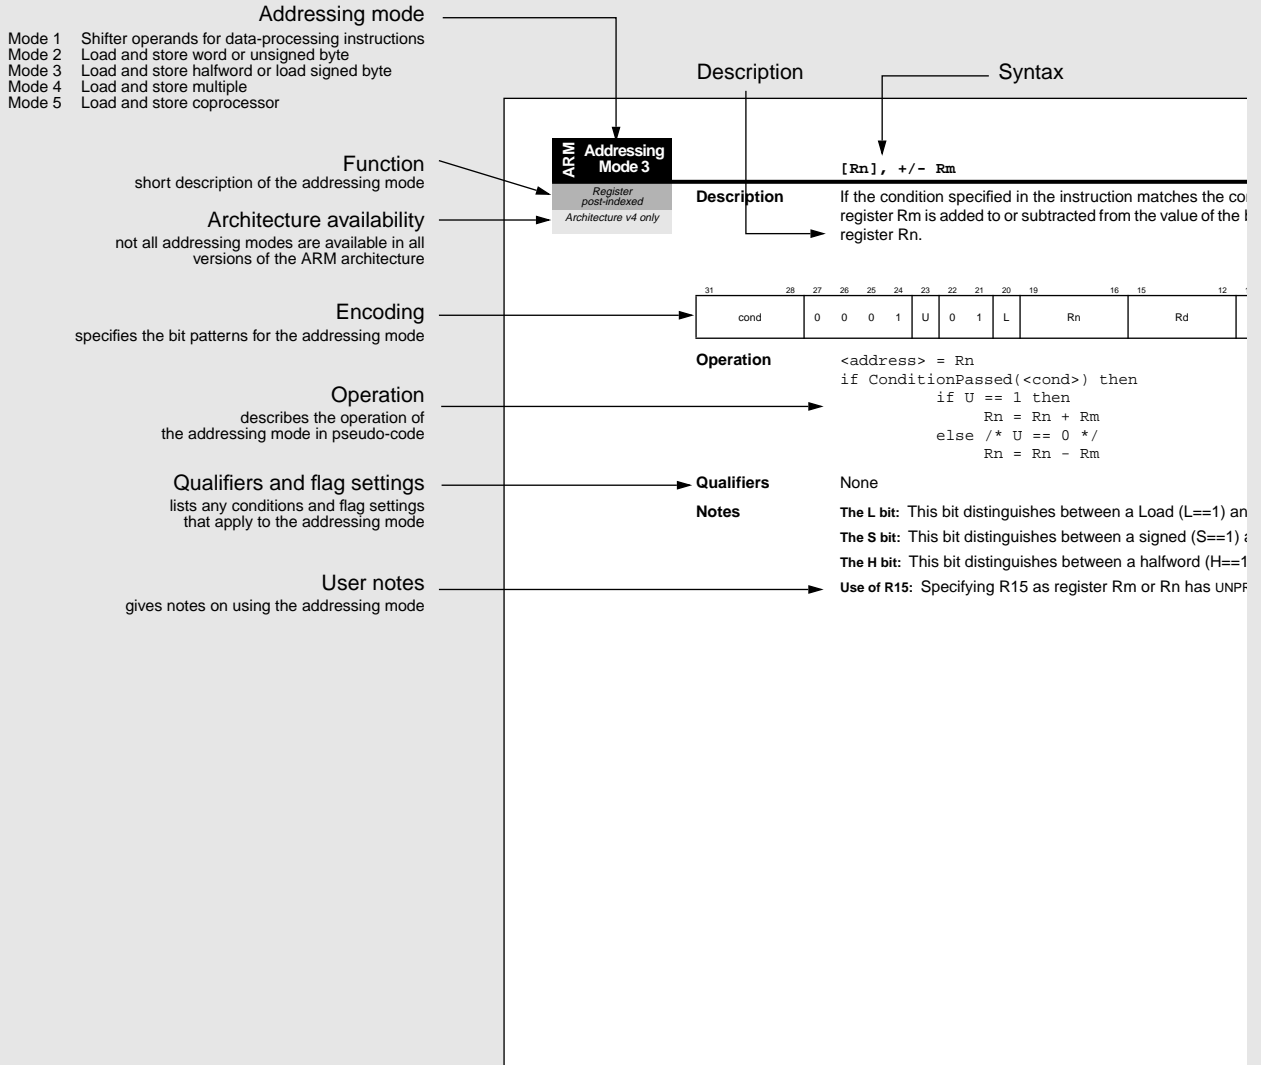 Addressing mode
Mode 1 Shifter operands for data-processing instructions
Mode 2 Load and store word or unsigned byte
Mode 3 Load and store halfword or load signed byte
Mode 4 Load and store multiple
Mode 5 Load and store coprocessor
Description
Syntax
ARM
Addressing
Mode 3
[Rn], +/- Rm
Function
short description of the addressing mode
Register
post-indexed
Architecture v4 only
Architecture availability
not all addressing modes are available in all
versions of the ARM architecture
Description
If the condition specified in the instruction matches the
register Rm is added to or subtracted from the value of the
register Rn.
Encoding
specifies the bit patterns for the addressing mode
31 28 27 26 25 24 23 22 21 20 19 16 15 12
cond 0 0 0 1 U 0 1 L Rn Rd
Operation
describes the operation of
the addressing mode in pseudo-code
Operation
<address> = Rn
if ConditionPassed(<cond>) then
if U == 1 then
Rn = Rn + Rm
else /* U == 0 */
Rn = Rn - Rm
Qualifiers and flag settings
lists any conditions and flag settings
that apply to the addressing mode
Qualifiers
None
Notes
The L bit: This bit distinguishes between a Load (L==1) an
The S bit: This bit distinguishes between a signed (S==1)
The H bit: This bit distinguishes between a halfword (H==1
User notes
gives notes on using the addressing mode
Use of R15: Specifying R15 as register Rm or Rn has UNPR